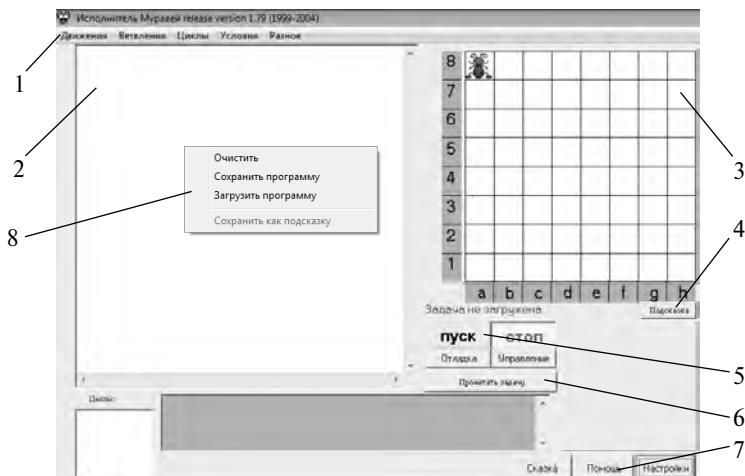 Исполнитель Муравей release version 1.79 (1999-2004)
Движения Ветвления Циклы Условия Разное
1
2
8
Очистить
Сохранить программу
Загрузить программу
Сохранить как подсказку
8
7
6
5
4
3
2
1
a b c d e f g h
3
4
Задача не загружена
Подсказка
пуск стоп
Отладка Управление
5
Прочитать задачу
6
Циклы:
7
Сказка Помощь Настройки